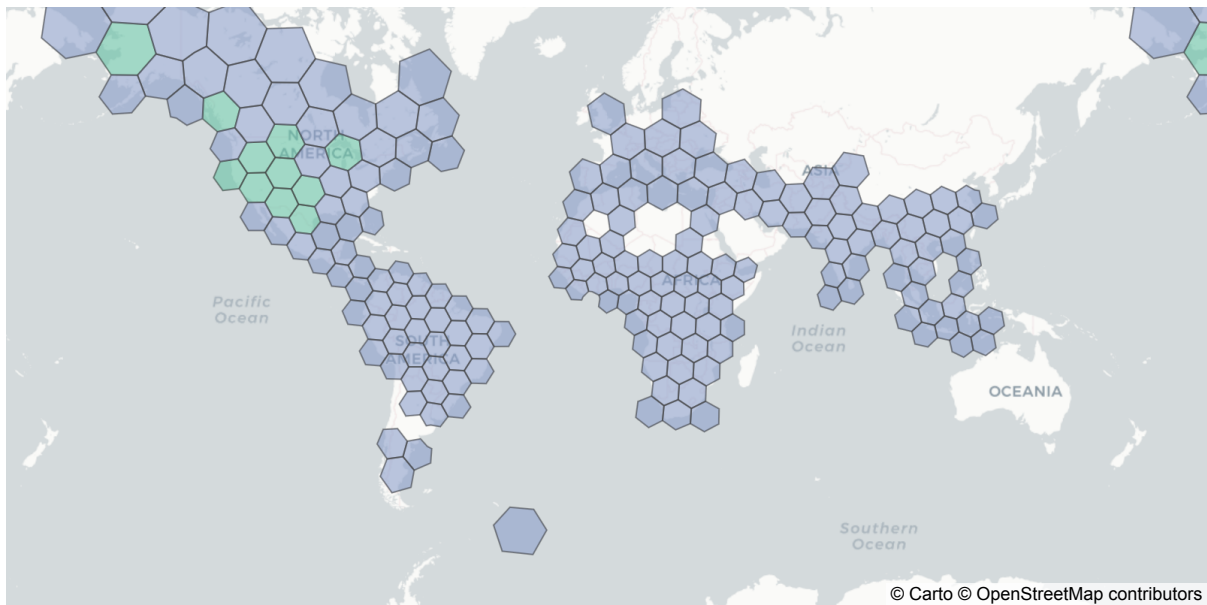 NORTH
AMERICA
ASIA
Pacific
Ocean
AFRICA
SOUTH
AMERICA
Indian
Ocean
OCEANIA
Southern
Ocean
© Carto © OpenStreetMap contributors